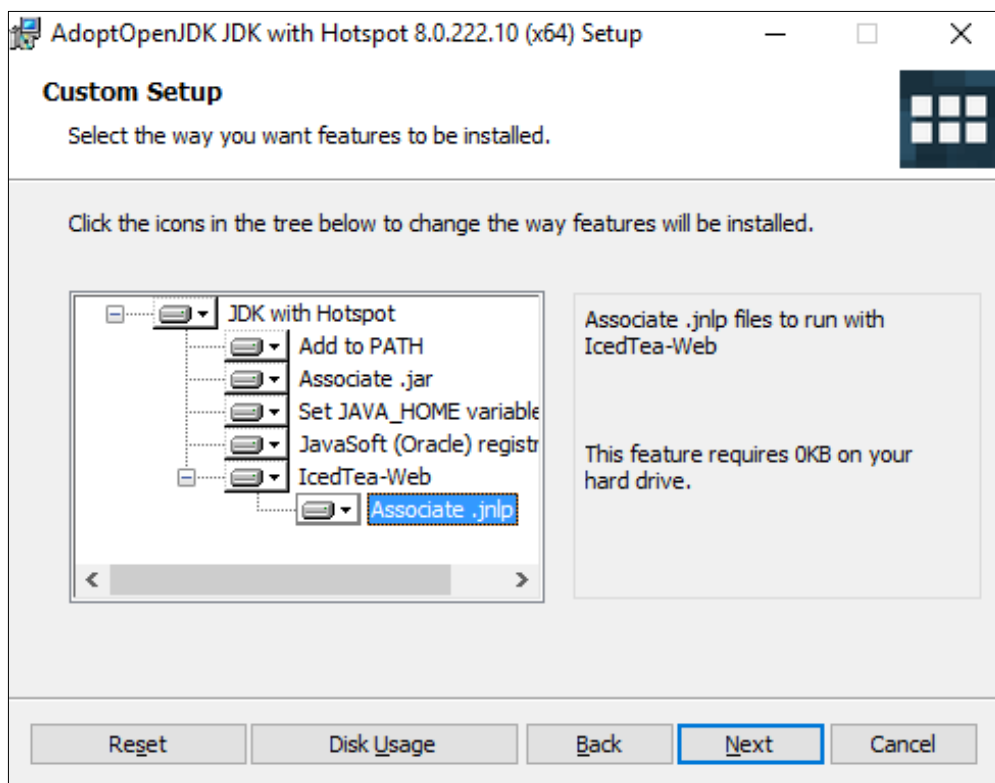 AdoptOpenJDK JDK with Hotspot 8.0.222.10 (x64) Setup
Custom Setup
Select the way you want features to be installed.
Click the icons in the tree below to change the way features will be installed.
JDK with Hotspot
Add to PATH
Associate .jar
Set JAVA_HOME variable
JavaSoft (Oracle) registr
IcedTea-Web
Associate .jnlp
Associate .jnlp files to run with
IcedTea-Web
This feature requires 0KB on your
hard drive.
Reset
Disk Usage
Back
Next
Cancel